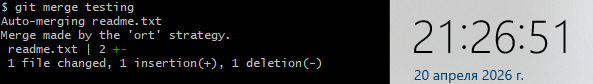 $ git merge testing
Auto-merging readme.txt
Merge made by the 'ort' strategy.
 readme.txt | 2 +-
 1 file changed, 1 insertion(+), 1 deletion(-)
21:26:51
20 апреля 2026 г.